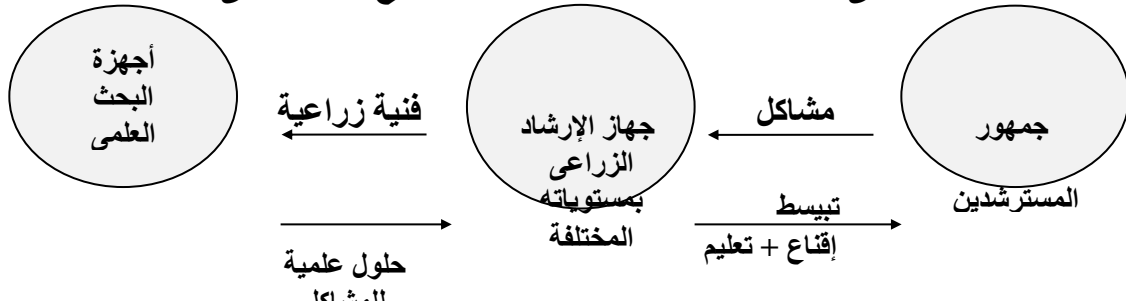 جمهور
المسترشدين
مشاكل
تبيسط
إقناع + تعليم
جهاز الإرشاد
الزراعى
بمستوياته
المختلفة
فنية زراعية
حلول علمية
للمشاكل
أجهزة
البحث
العلمى